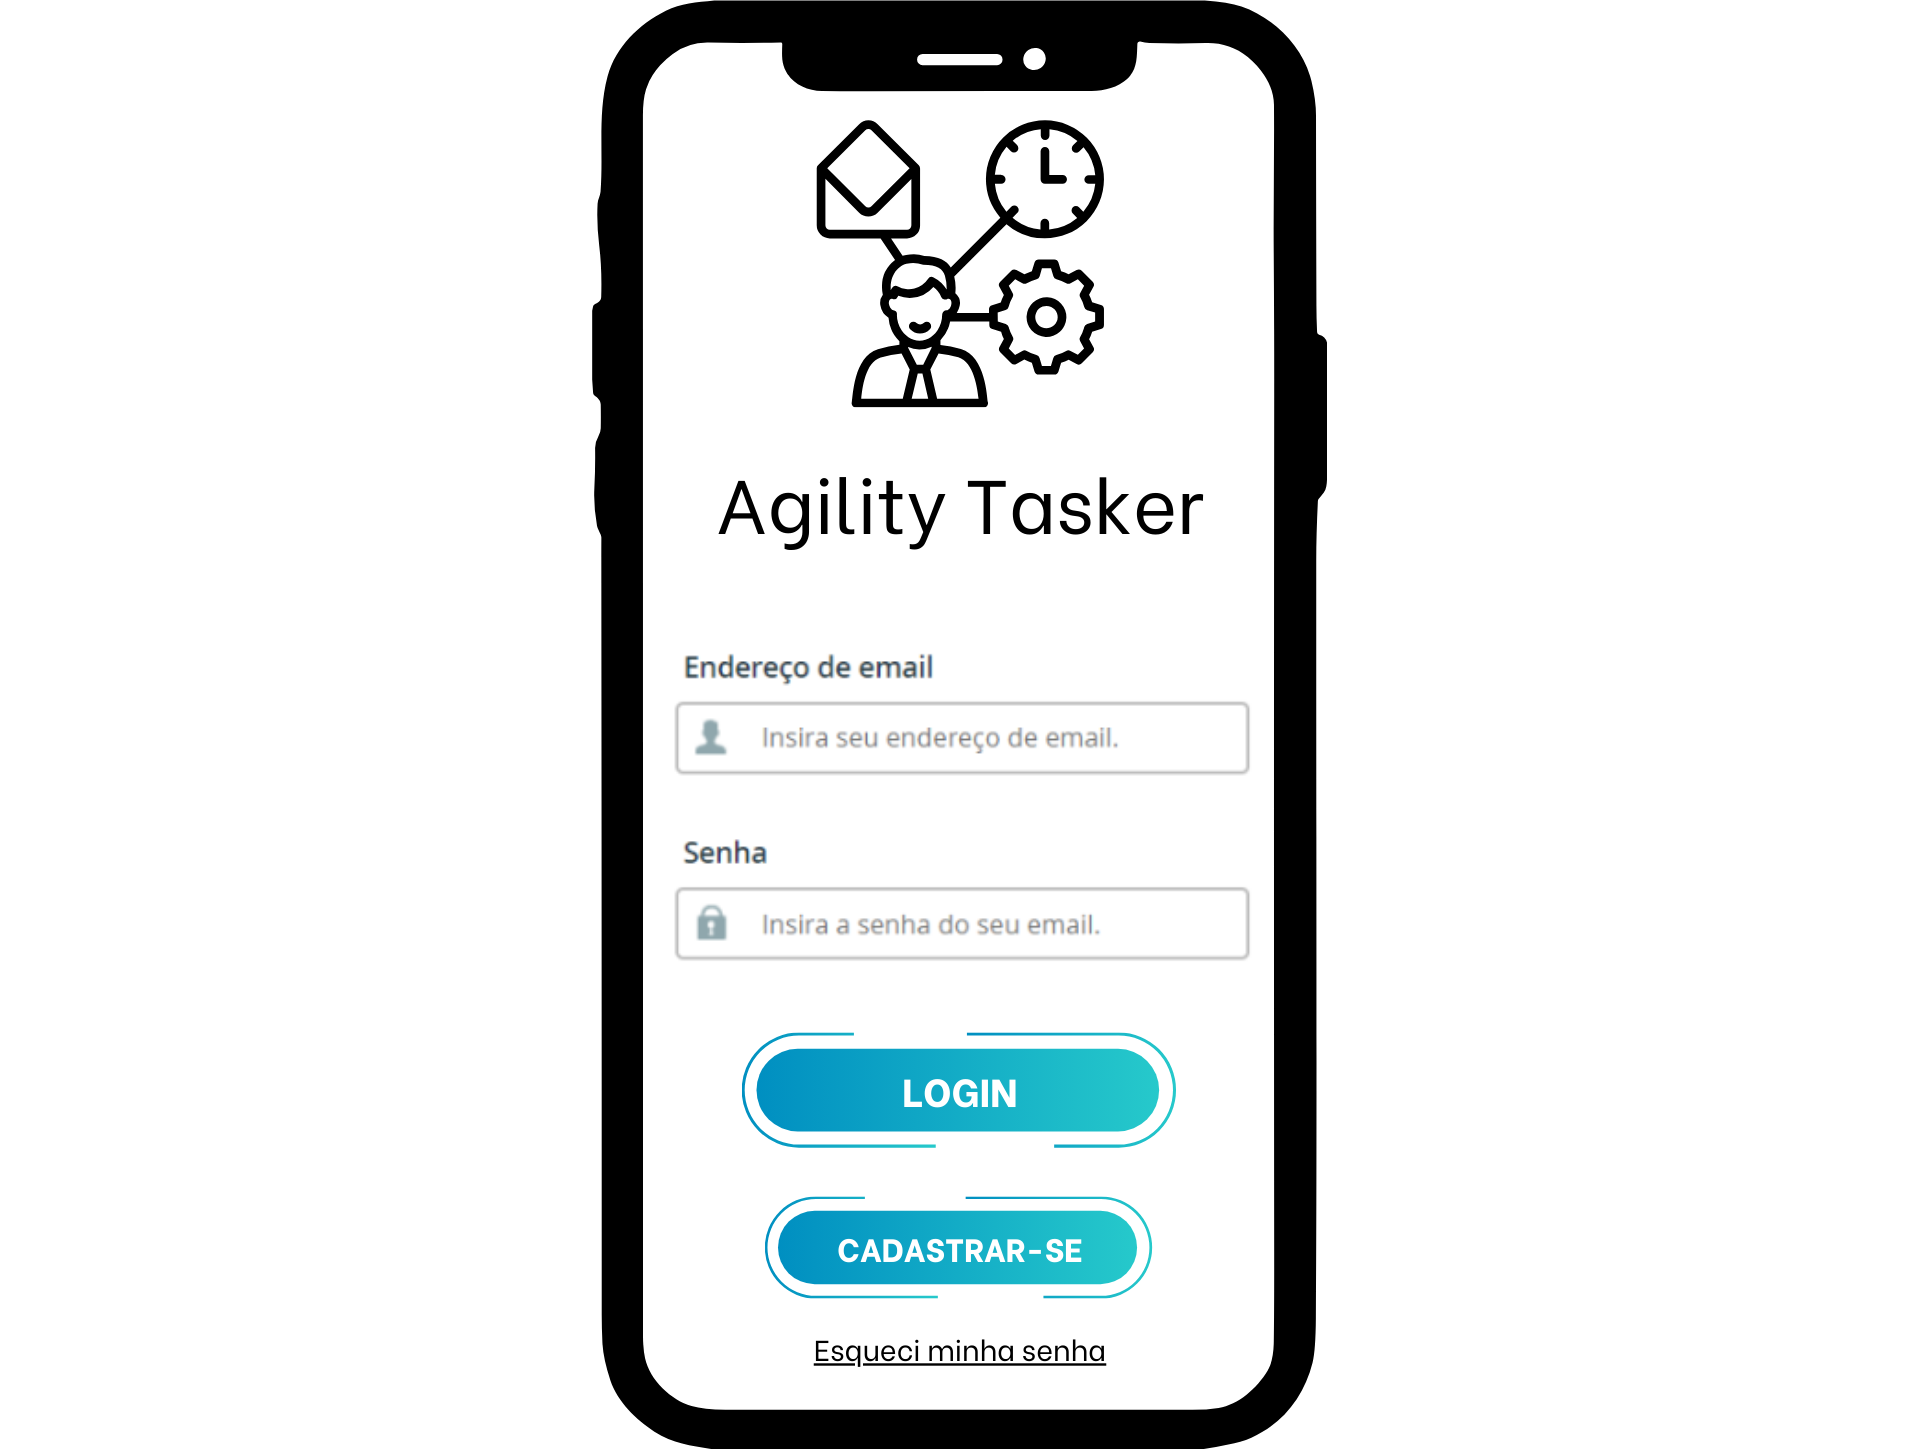 Agility Tasker
Endereço de email
Insira seu endereço de email.
Senha
Insira a senha do seu email.
LOGIN
CADASTRAR-SE
Esqueci minha senha